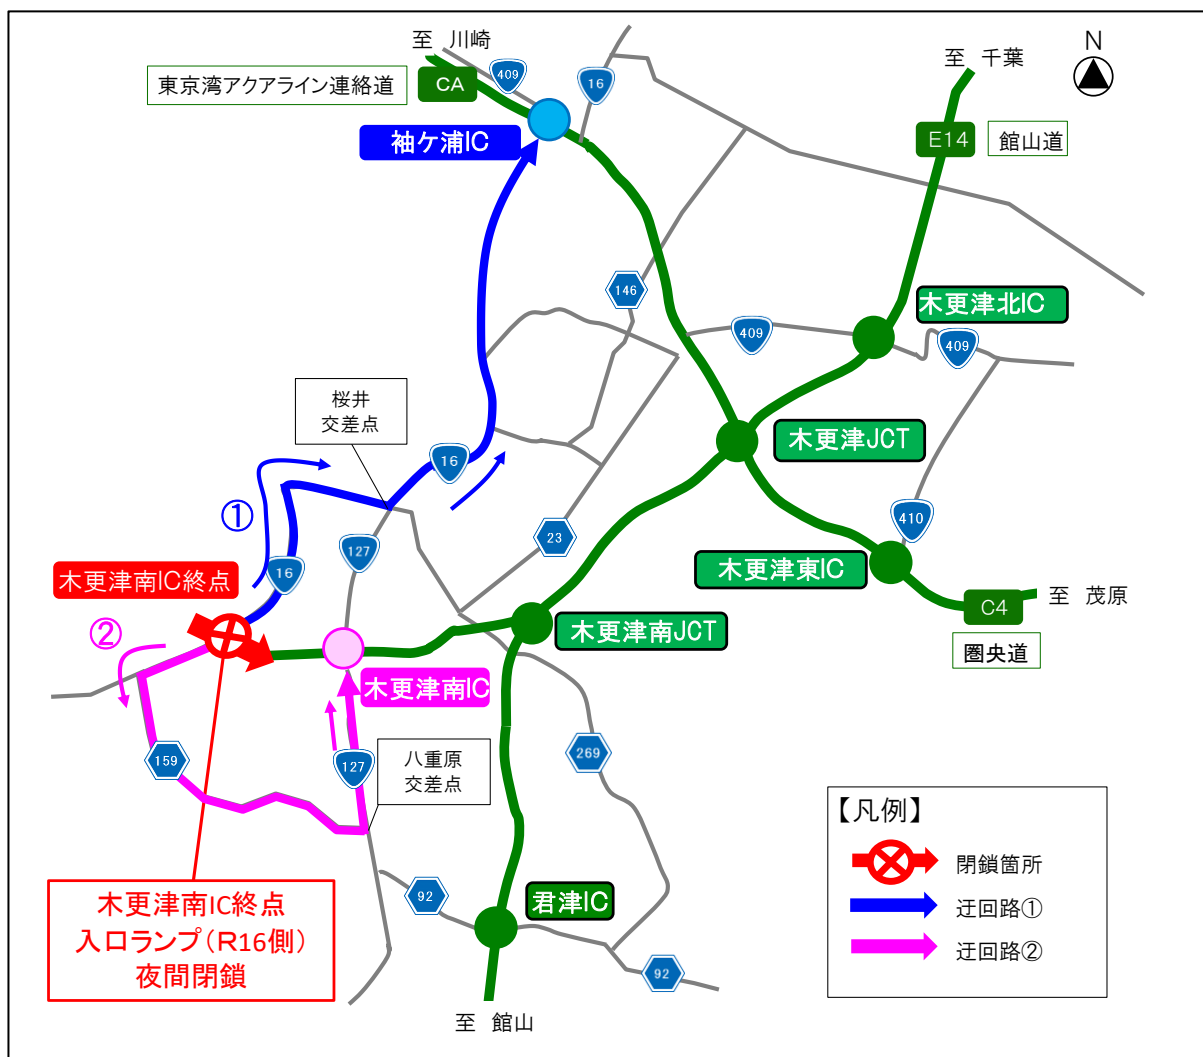 至 川崎
N
至 千葉
409
16
東京湾アクアライン連絡道
CA
袖ケ浦IC
E14
館山道
146
木更津北IC
409
409
桜井
交差点
木更津JCT
16
①
410
127
23
16
木更津南IC終点
木更津東IC
C4
至 茂原
②
木更津南JCT
圏央道
木更津南IC
159
127
八重原
交差点
269
【凡例】
閉鎖箇所
迂回路①
迂回路②
92
君津IC
木更津南IC終点
入口ランプ(R16側)
夜間閉鎖
92
至 館山